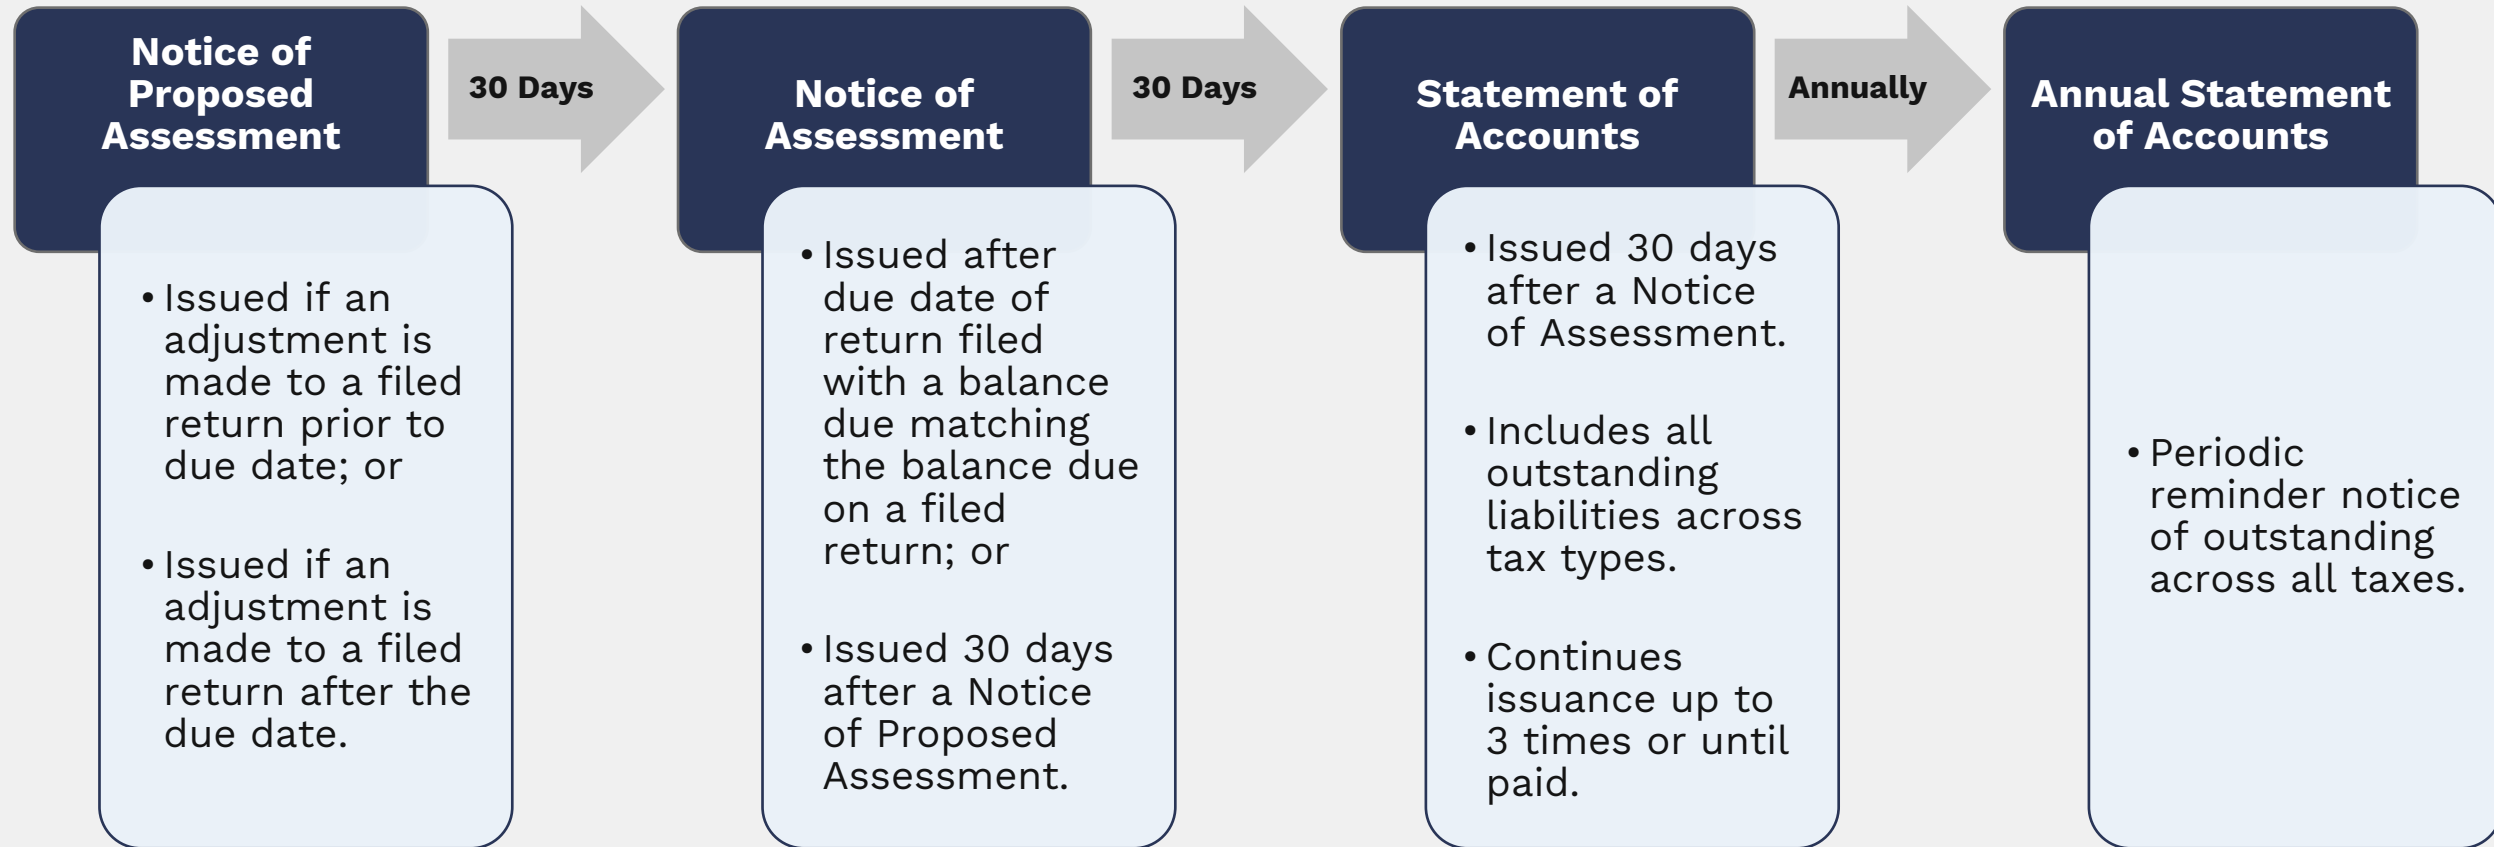 Notice of
Proposed
Assessment
30 Days
Notice of
Assessment
30 Days
Statement of
Accounts
Annually
Annual Statement
of Accounts
• Issued if an
adjustment is
made to a filed
return prior to
due date; or
• Issued if an
adjustment is
made to a filed
return after the
due date.
• Issued after
due date of
return filed
with a balance
due matching
the balance due
on a filed
return; or
• Issued 30 days
after a Notice
of Proposed
Assessment.
• Issued 30 days
after a Notice
of Assessment.
• Includes all
outstanding
liabilities across
tax types.
• Continues
issuance up to
3 times or until
paid.
• Periodic
reminder notice
of outstanding
across all taxes.